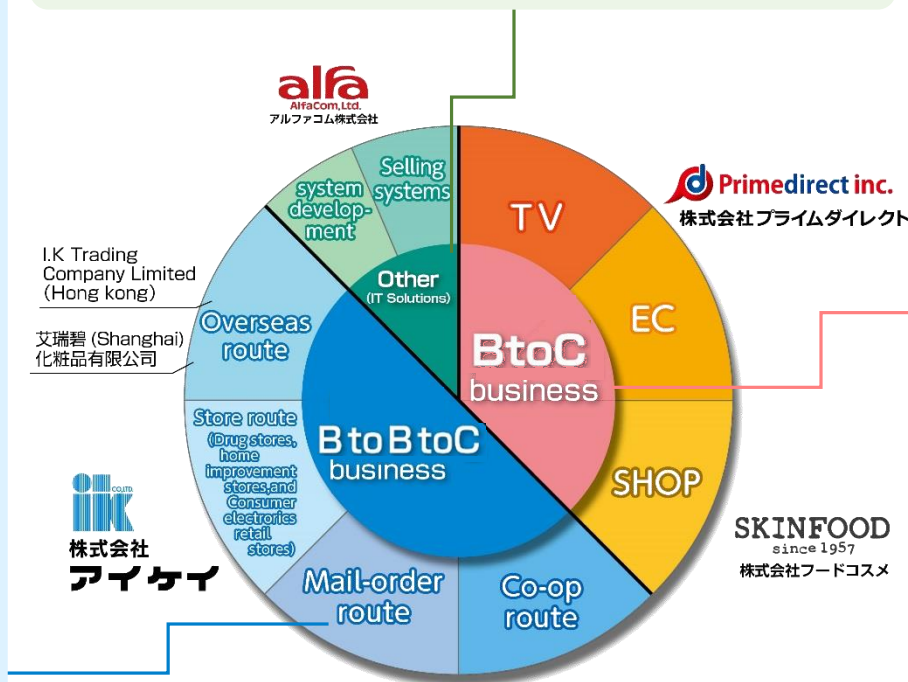 alfa
AlfaCom,Ltd.
アルファコム株式会社
Selling
systems
system
develop-
ment
TV
Primedirect inc.
株式会社プライムダイレクト
I.K Trading
Company Limited
(Hong kong)
艾瑞碧 (Shanghai)
化粧品有限公司
Overseas
route
Other
(IT Solutions)
EC
BtoC
business
Store route
(Drug stores,
home
improvement
stores,and
Consumer
electrorics
retail
stores)
B to B toC
business
SHOP
ik
CO.,LTD.
株式会社
アイケイ
SKINFOOD
since 1957
株式会社フードコスメ
Mail-order
route
Co-op
route